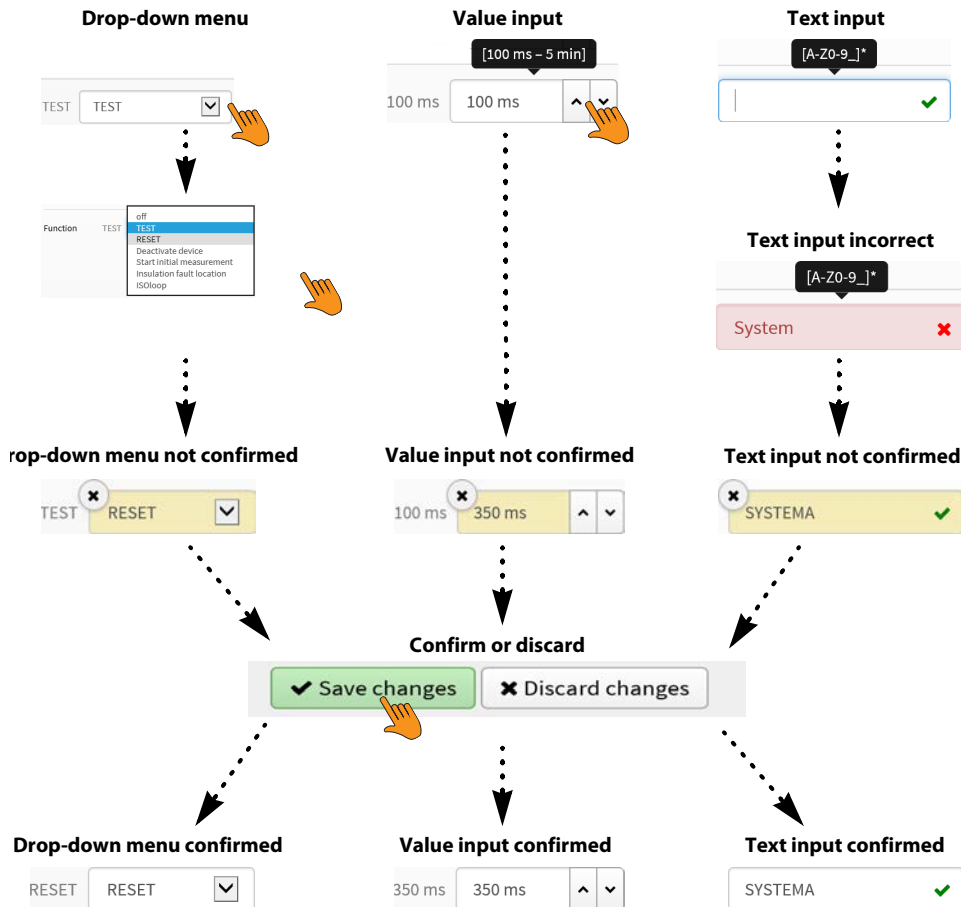 Drop-down menu
Value input
Text input
[100 ms – 5 min]
[A-Z0-9_]*
TEST TEST
100 ms 100 ms
Function TEST
off
TEST
RESET
Deactivate device
Start initial measurement
Insulation fault location
ISOloop
Text input incorrect
[A-Z0-9_]*
System
rop-down menu not confirmed
Value input not confirmed
Text input not confirmed
TEST RESET
100 ms 350 ms
SYSTEMA
Confirm or discard
Save changes
Discard changes
Drop-down menu confirmed
Value input confirmed
Text input confirmed
RESET RESET
350 ms 350 ms
SYSTEMA